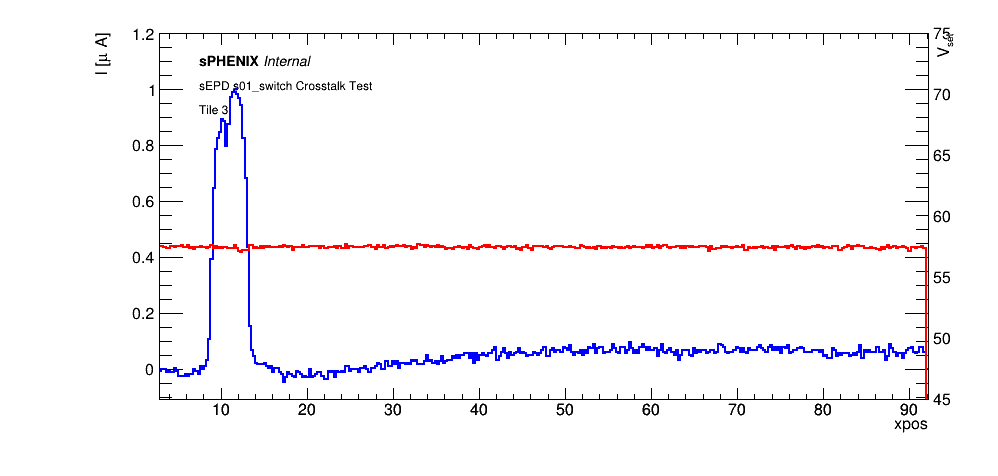 I [μ A]
1.2
1
0.8
0.6
0.4
0.2
0
sPHENIX Internal
sEPD s01_switch Crosstalk Test
Tile 3
75
70
65
60
55
50
45
V_set
10 20 30 40 50 60 70 80 90
xpos